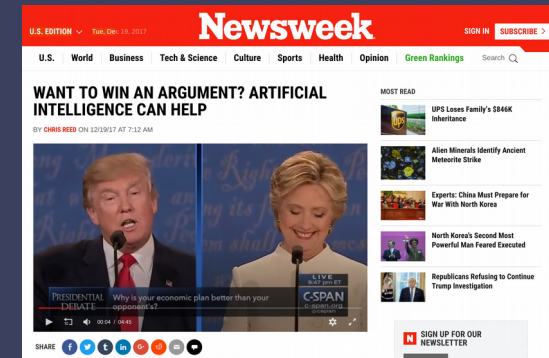 U.S. EDITION
Tue, Dec 19, 2017
Newsweek
SIGN IN
SUBSCRIBE >
U.S.
World
Business
Tech & Science
Culture
Sports
Health
Opinion
Green Rankings
Search
WANT TO WIN AN ARGUMENT? ARTIFICIAL
INTELLIGENCE CAN HELP
BY CHRIS REED ON 12/19/17 AT 7:12 AM
PRESIDENTIAL
DEBATE
Why is your economic plan better than your
opponent's?
LIVE
9:47 pm ET
C-SPAN
c-span.org
00:04 / 04:45
SHARE
MOST READ
UPS Loses Family's $846K
Inheritance
Alien Minerals Identify Ancient
Meteorite Strike
Experts: China Must Prepare for
War With North Korea
North Korea's Second Most
Powerful Man Feared Executed
Republicans Refusing to Continue
Trump Investigation
N
SIGN UP FOR OUR
NEWSLETTER